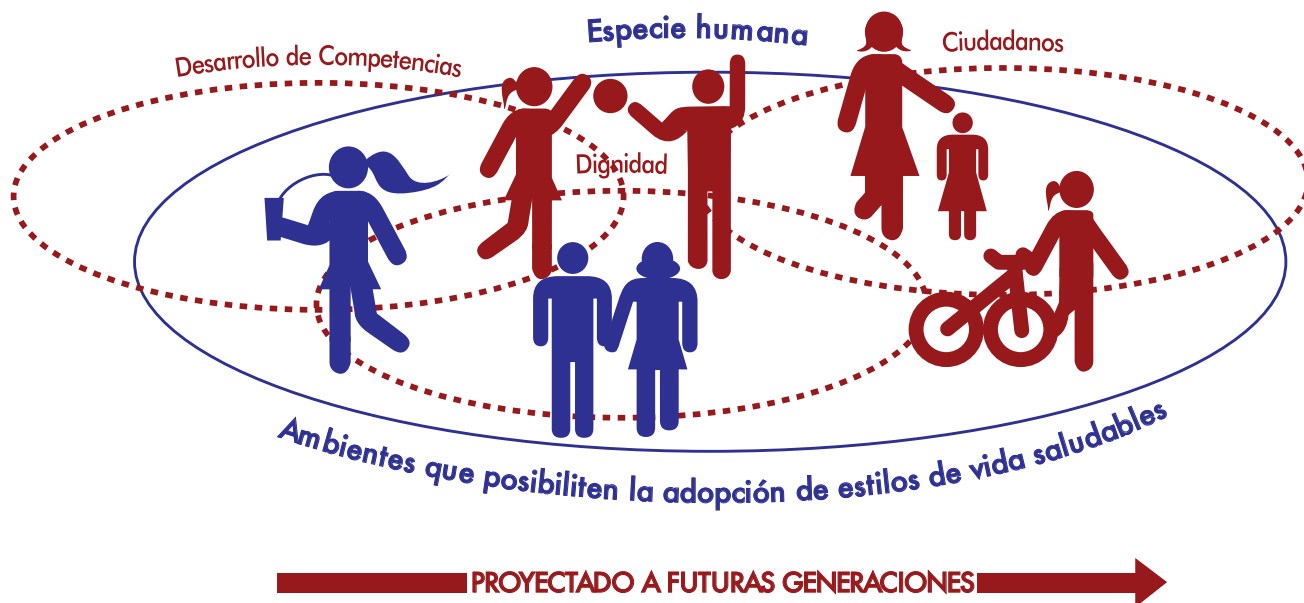 Especie humana
Desarrollo de Competencias
Ciudadanos
Dignidad
Ambientes que posibiliten la adopción de estilos de vida saludables
PROYECTADO A FUTURAS GENERACIONES